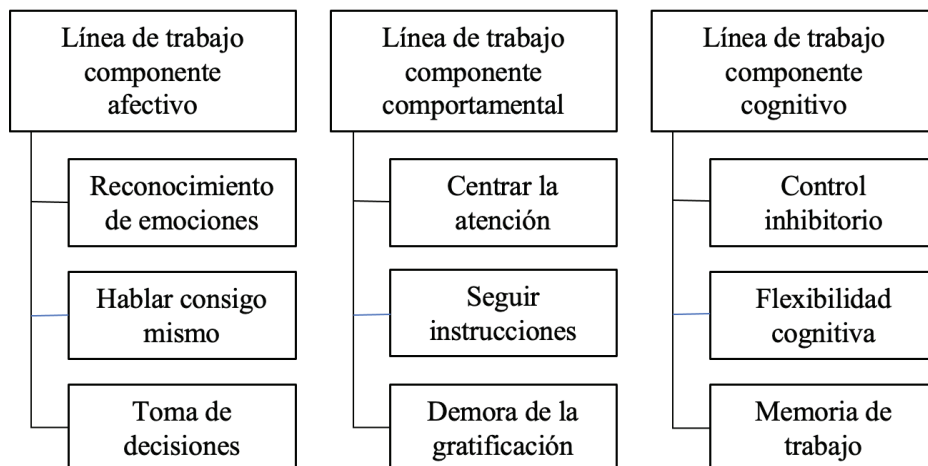 Línea de trabajo
componente
afectivo
Reconocimiento
de emociones
Hablar consigo
mismo
Toma de
decisiones
Línea de trabajo
componente
comportamental
Centrar la
atención
Seguir
instrucciones
Demora de la
gratificación
Línea de trabajo
componente
cognitivo
Control
inhibitorio
Flexibilidad
cognitiva
Memoria de
trabajo